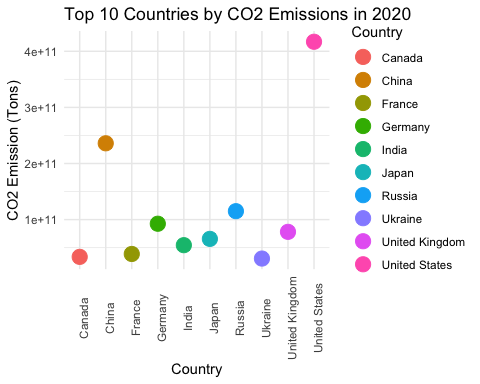 Top 10 Countries by CO2 Emissions in 2020
CO2 Emission (Tons)
4e+11
3e+11
2e+11
1e+11
Canada
China
France
Germany
India
Japan
Russia
Ukraine
United Kingdom
United States
Country
Country
Canada
China
France
Germany
India
Japan
Russia
Ukraine
United Kingdom
United States